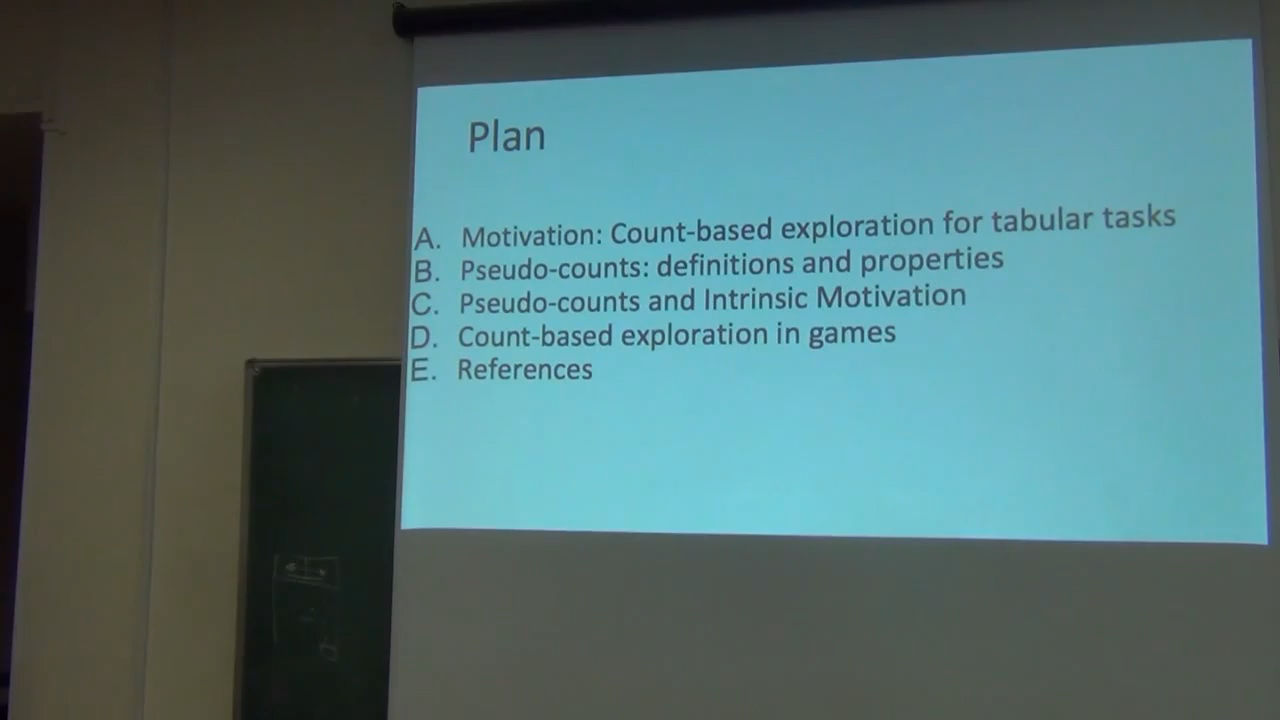 Plan
A. Motivation: Count-based exploration for tabular tasks
B. Pseudo-counts: definitions and properties
C. Pseudo-counts and Intrinsic Motivation
D. Count-based exploration in games
E. References